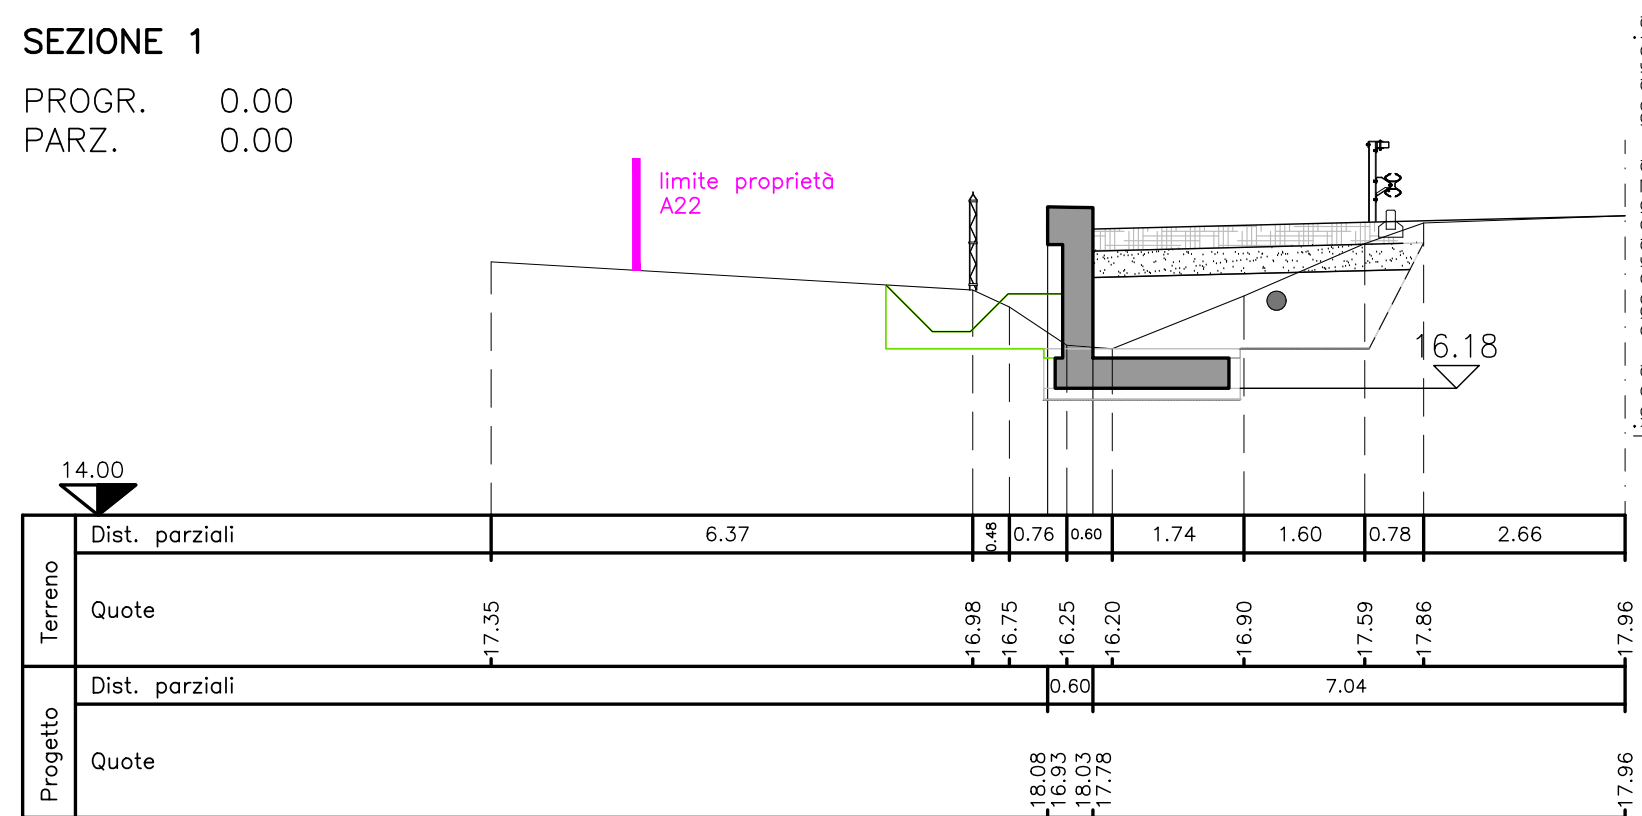 SEZIONE 1
PROGR. 0.00
PARZ. 0.00
limite proprietà
A22
16.18
14.00
Terreno
Dist. parziali 6.37 0.48 0.76 0.60 1.74 1.60 0.78 2.66
Quote 17.35 16.98 16.75 16.25 16.20 16.90 17.59 17.86 17.96
Progetto
Dist. parziali 0.60 7.04
Quote 18.08 16.93 18.03 17.78 17.96